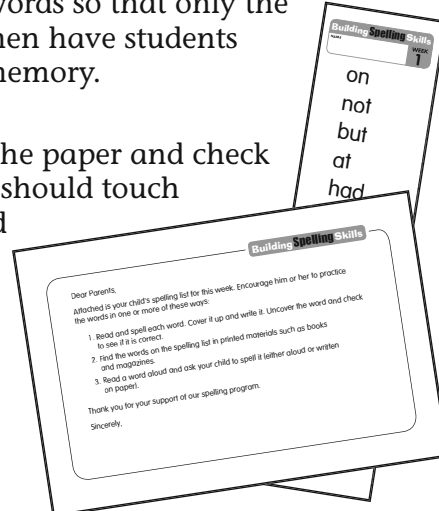 words so that only the
hen have students
emory.
he paper and check
should touch
d
Building Spelling Skills
NAME
WEEK
1
on
not
but
at
had
Building Spelling Skills
Dear Parents,
Attached is your child's spelling list for this week. Encourage him or her to practice
the words in one or more of these ways:
1. Read and spell each word. Cover it up and write it. Uncover the word and check
to see if it is correct.
2. Find the words on the spelling list in printed materials such as books
and magazines.
3. Read a word aloud and ask your child to spell it (either aloud or written
on paper).
Thank you for your support of our spelling program.
Sincerely,